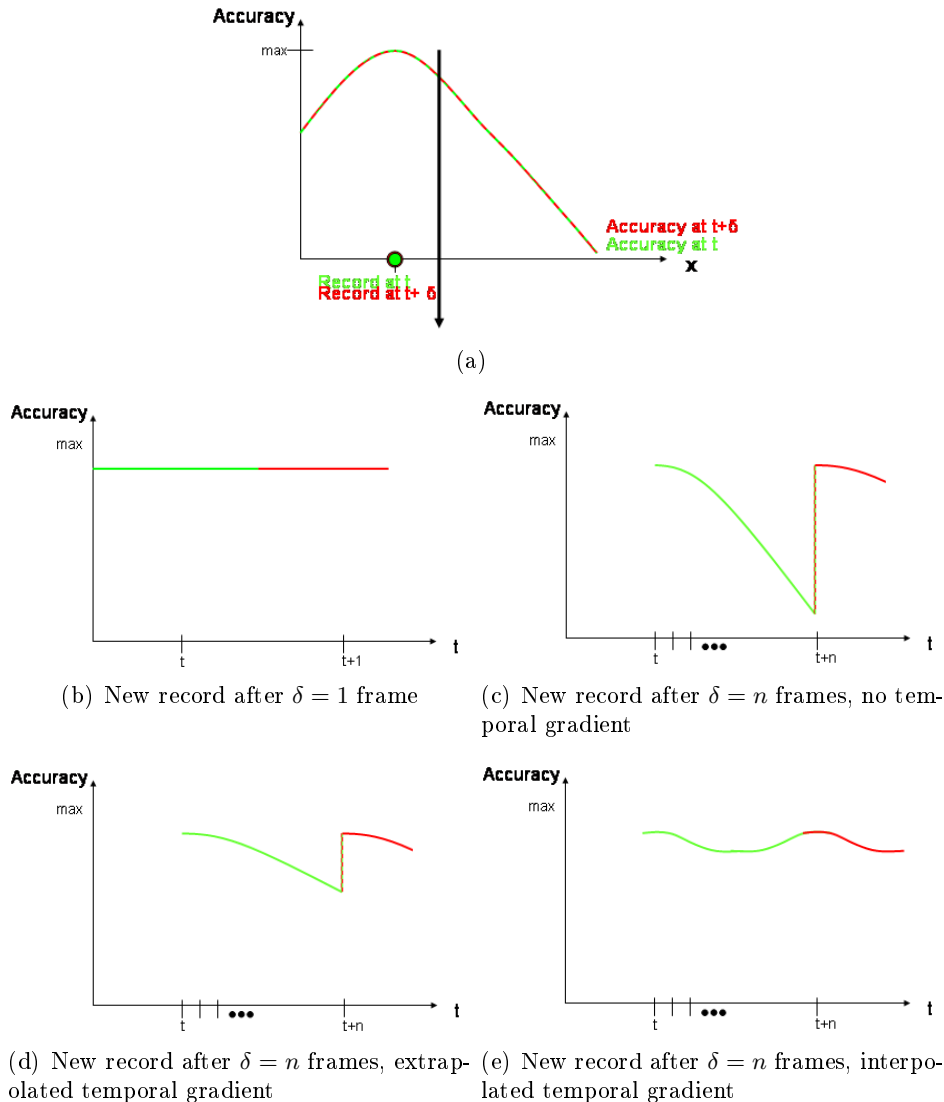 Accuracy
max
Accuracy at t+δ
Accuracy at t
x
Record at t
Record at t+ δ
(a)
Accuracy
max
t
t+1
t
(b) New record after δ = 1 frame
Accuracy
max
t
t+n
t
(c) New record after δ = n frames, no tem-
poral gradient
Accuracy
max
t
t+n
t
(d) New record after δ = n frames, extrap-
olated temporal gradient
Accuracy
max
t
t+n
t
(e) New record after δ = n frames, interpo-
lated temporal gradient